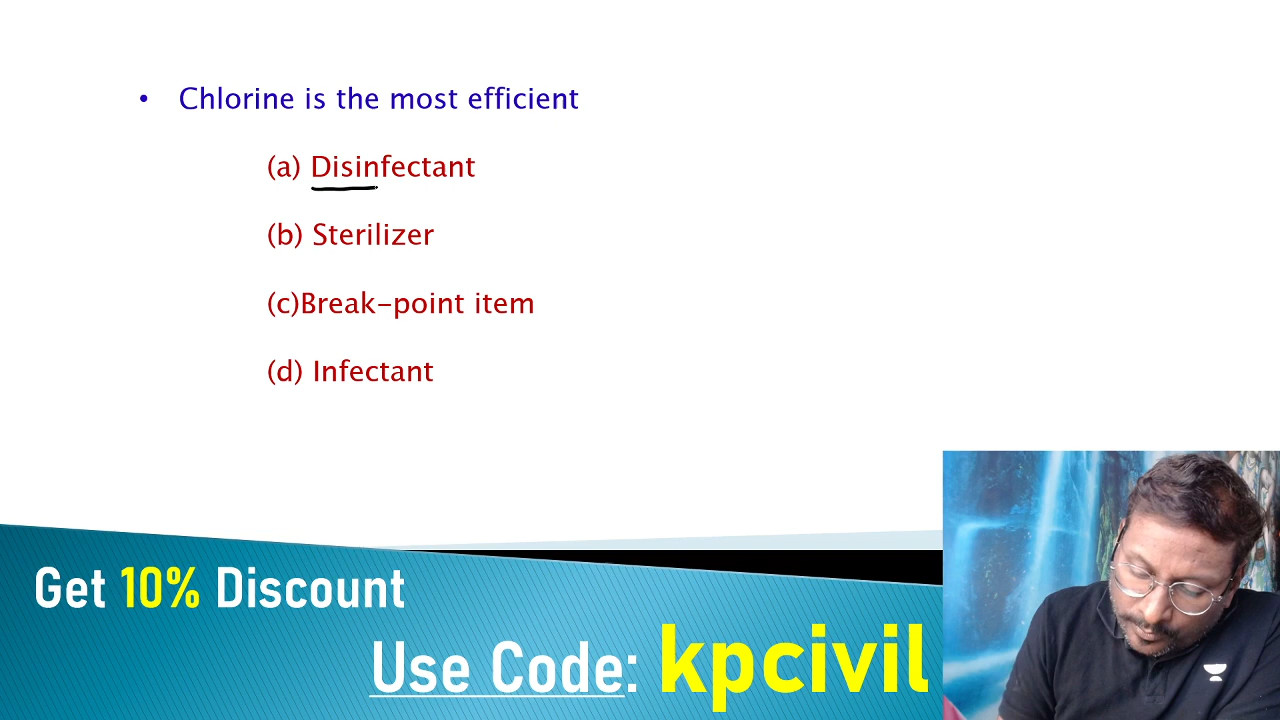 • Chlorine is the most efficient
(a) Disinfectant
(b) Sterilizer
(c)Break-point item
(d) Infectant
Get 10% Discount
Use Code: kpcivil